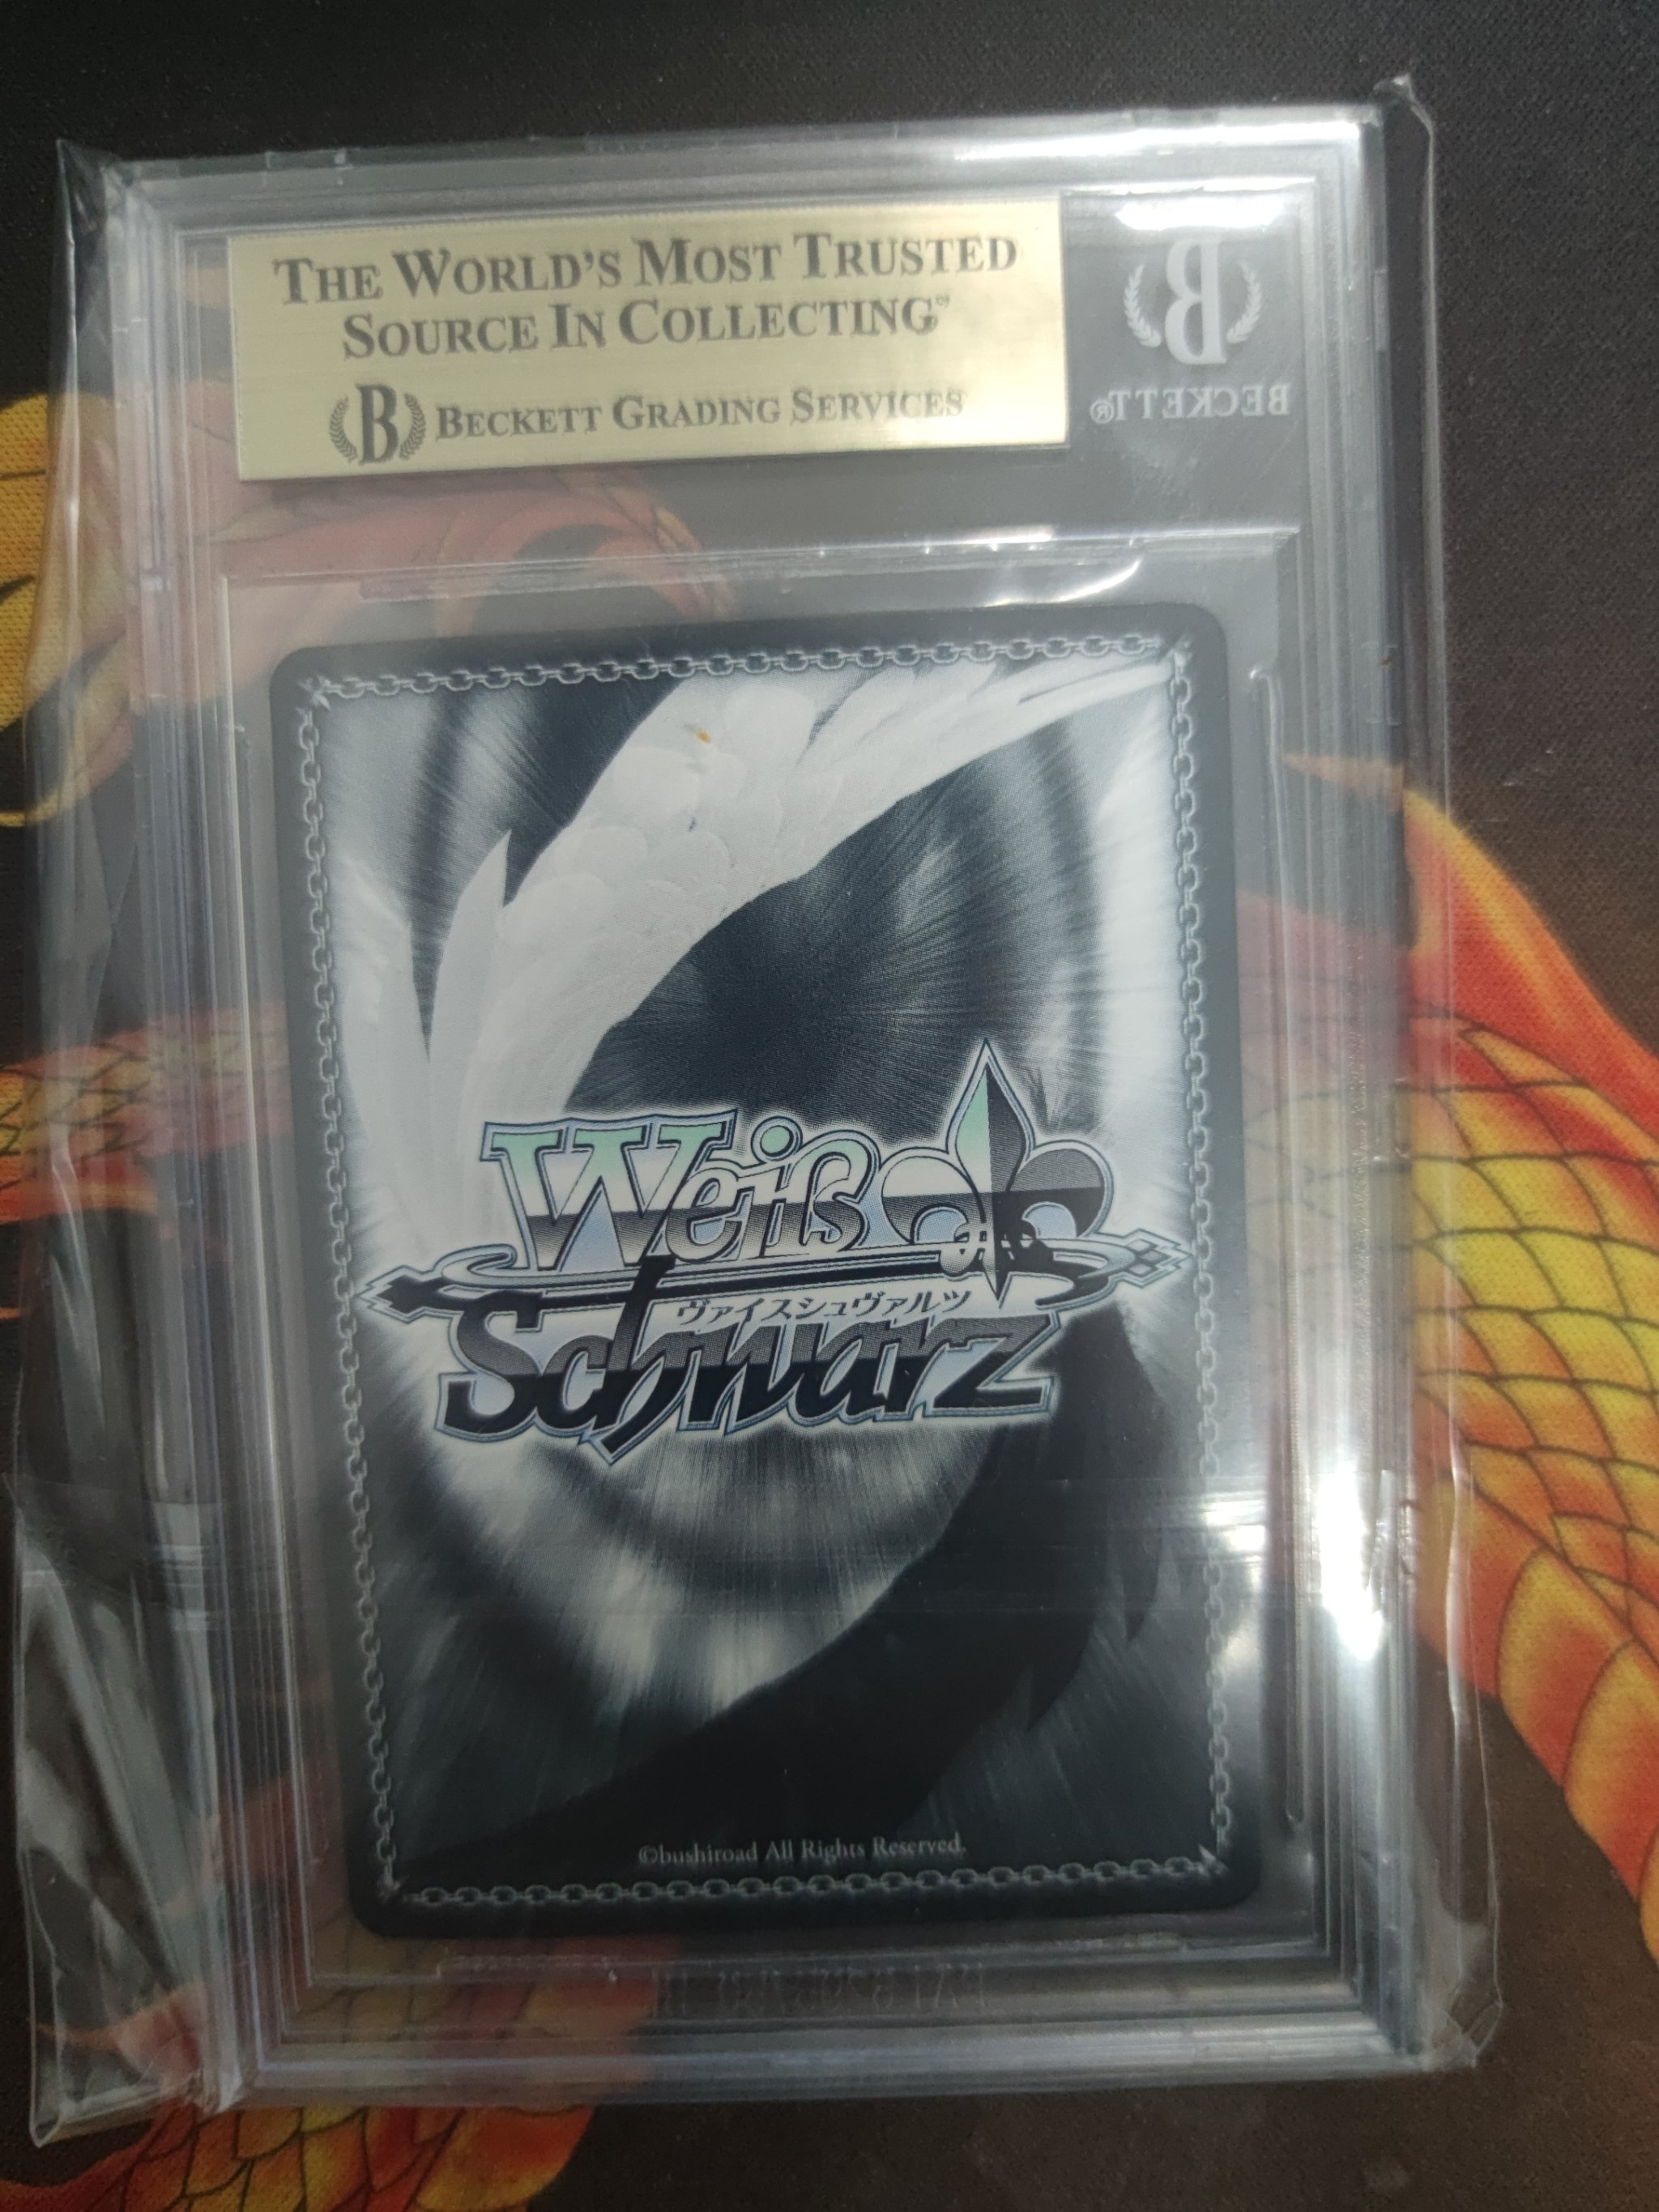 THE WORLD'S MOST TRUSTED
SOURCE IN COLLECTING™
B BECKETT GRADING SERVICES
B
BECKETT®
Weiß
ヴァイスシュヴァルツ
Schwarz
©bushiroad All Rights Reserved.